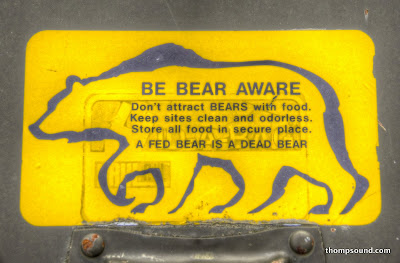 BE BEAR AWARE
Don't attract BEARS with food.
Keep sites clean and odorless.
Store all food in secure place.
A FED BEAR IS A DEAD BEAR
thompsound.com